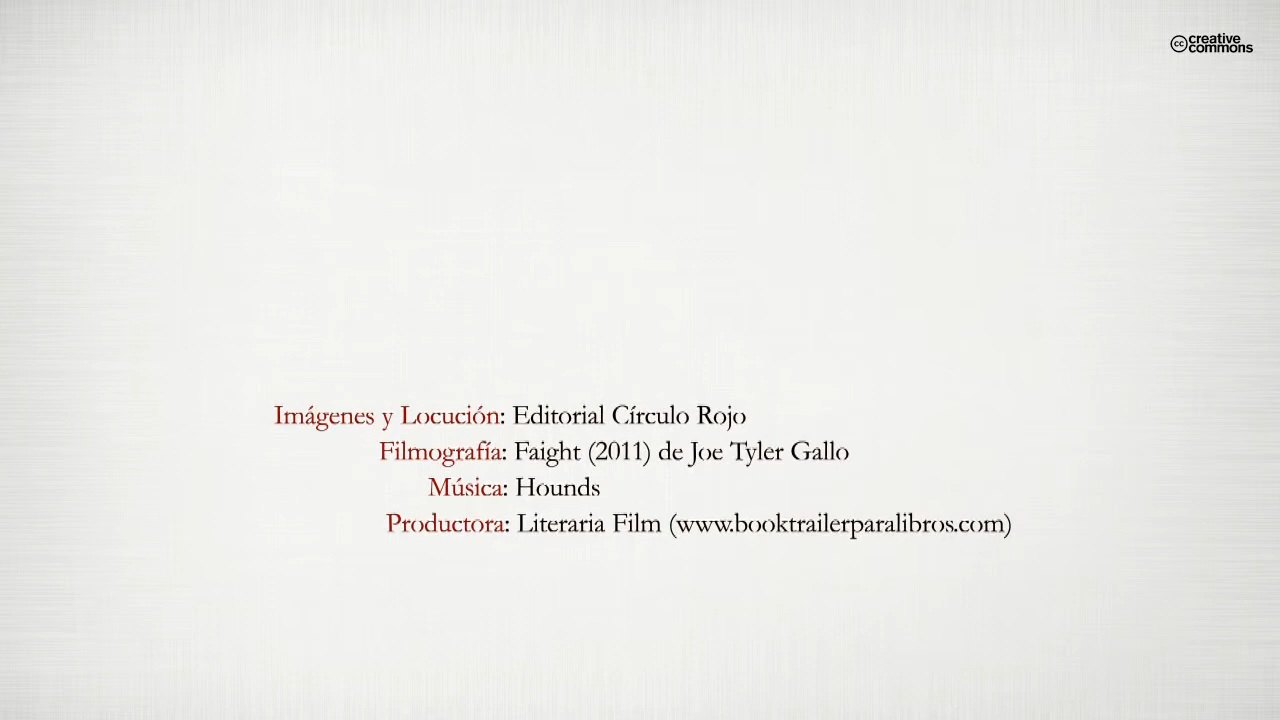 creative
commons
Imágenes y Locución: Editorial Círculo Rojo
Filmografía: Faight (2011) de Joe Tyler Gallo
Música: Hounds
Productora: Literaria Film (www.booktrailerparalibros.com)